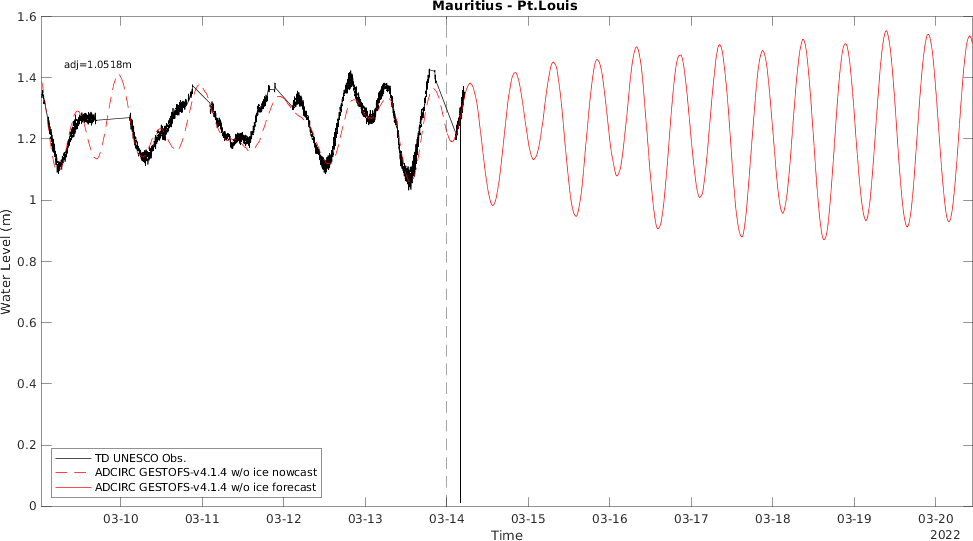 Mauritius - Pt.Louis
1.6
adj=1.0518m
1.4
1.2
1
0.8
0.6
0.4
0.2
0
Water Level (m)
TD UNESCO Obs.
ADCIRC GESTOFS-v4.1.4 w/o ice nowcast
ADCIRC GESTOFS-v4.1.4 w/o ice forecast
03-10 03-11 03-12 03-13 03-14 03-15 03-16 03-17 03-18 03-19 03-20
Time
2022